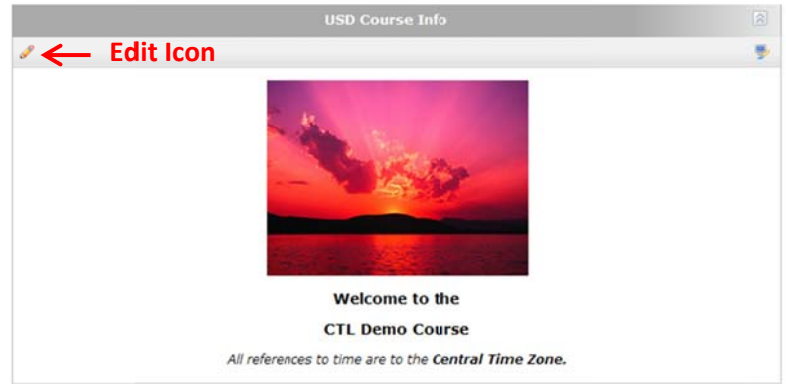 USD Course Info
Edit Icon
Welcome to the
CTL Demo Course
All references to time are to the Central Time Zone.